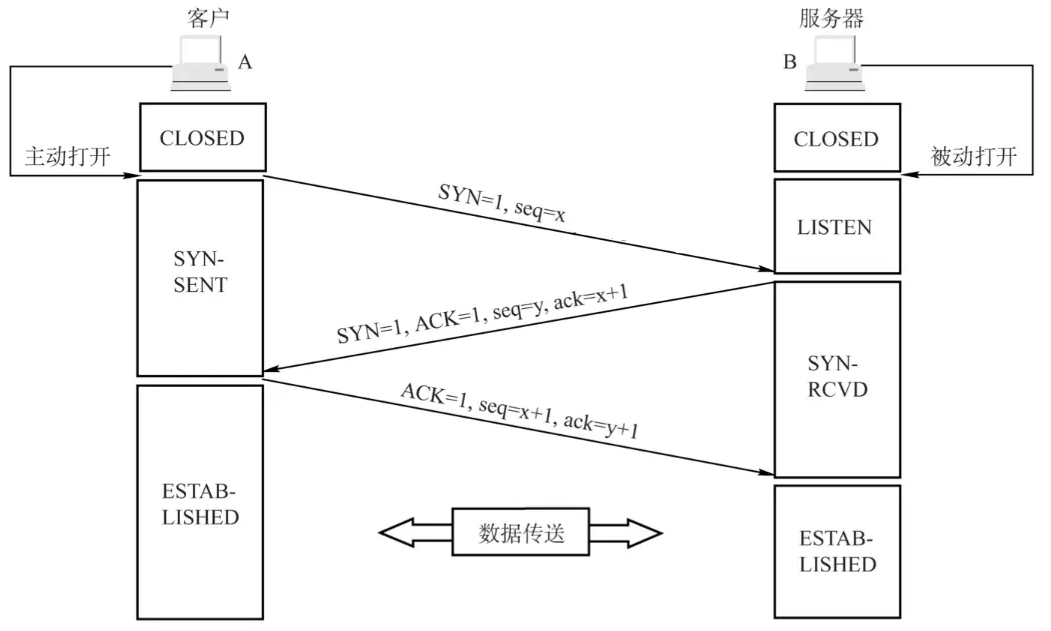 客户
服务器
A
B
CLOSED
CLOSED
主动打开
被动打开
SYN=1, seq=x
LISTEN
SYN-
SENT
SYN=1, ACK=1, seq=y, ack=x+1
SYN-
RCVD
ACK=1, seq=x+1, ack=y+1
ESTAB-
LISHED
数据传送
ESTAB-
LISHED